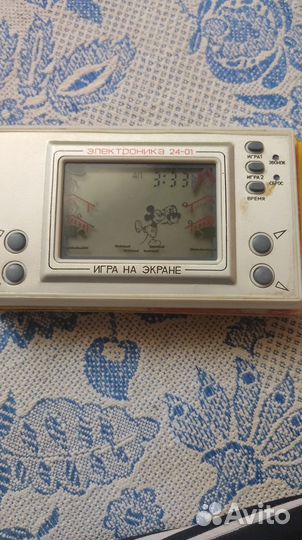 электроника 24-01
ИГРА 1
ЗВОНОК
ИГРА 2
СБРОС
ВРЕМЯ
3:33
ИГРА НА ЭКРАНЕ
Avito